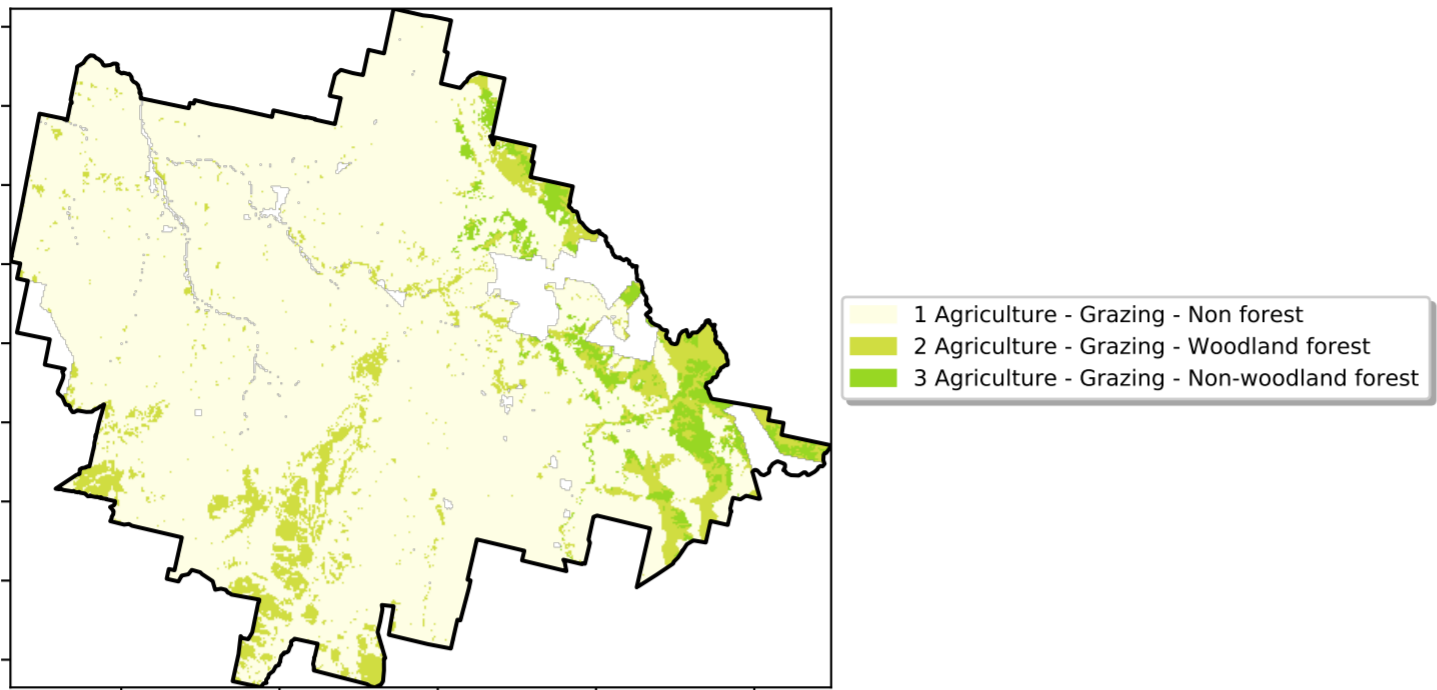 1 Agriculture - Grazing - Non forest
2 Agriculture - Grazing - Woodland forest
3 Agriculture - Grazing - Non-woodland forest